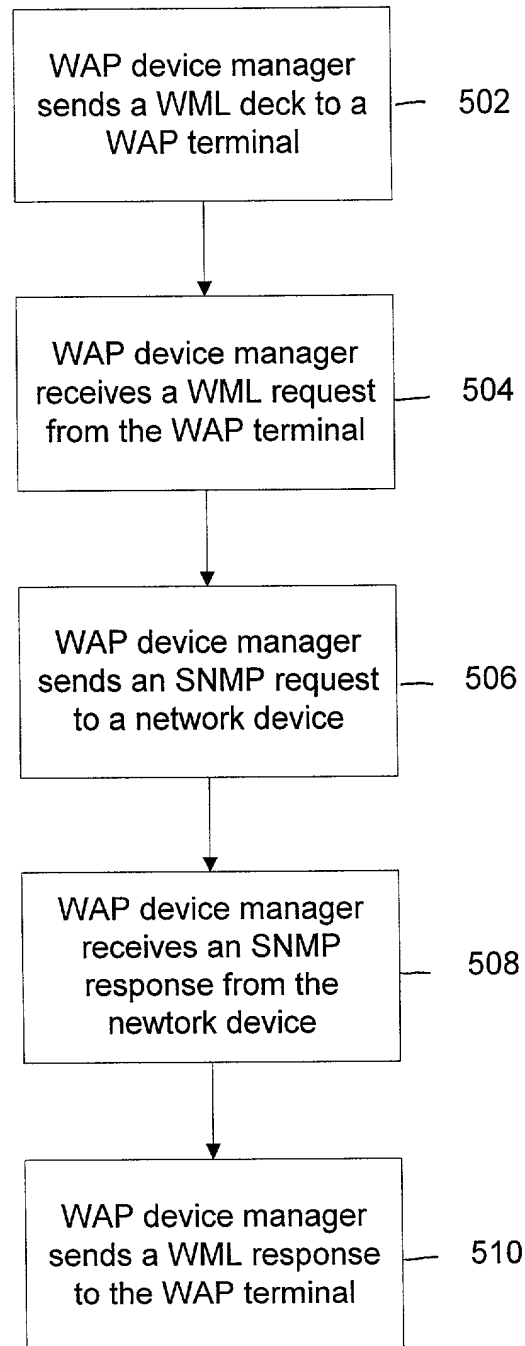 WAP device manager
sends a WML deck to a
WAP terminal
502
WAP device manager
receives a WML request
from the WAP terminal
504
WAP device manager
sends an SNMP request
to a network device
506
WAP device manager
receives an SNMP
response from the
newtork device
508
WAP device manager
sends a WML response
to the WAP terminal
510